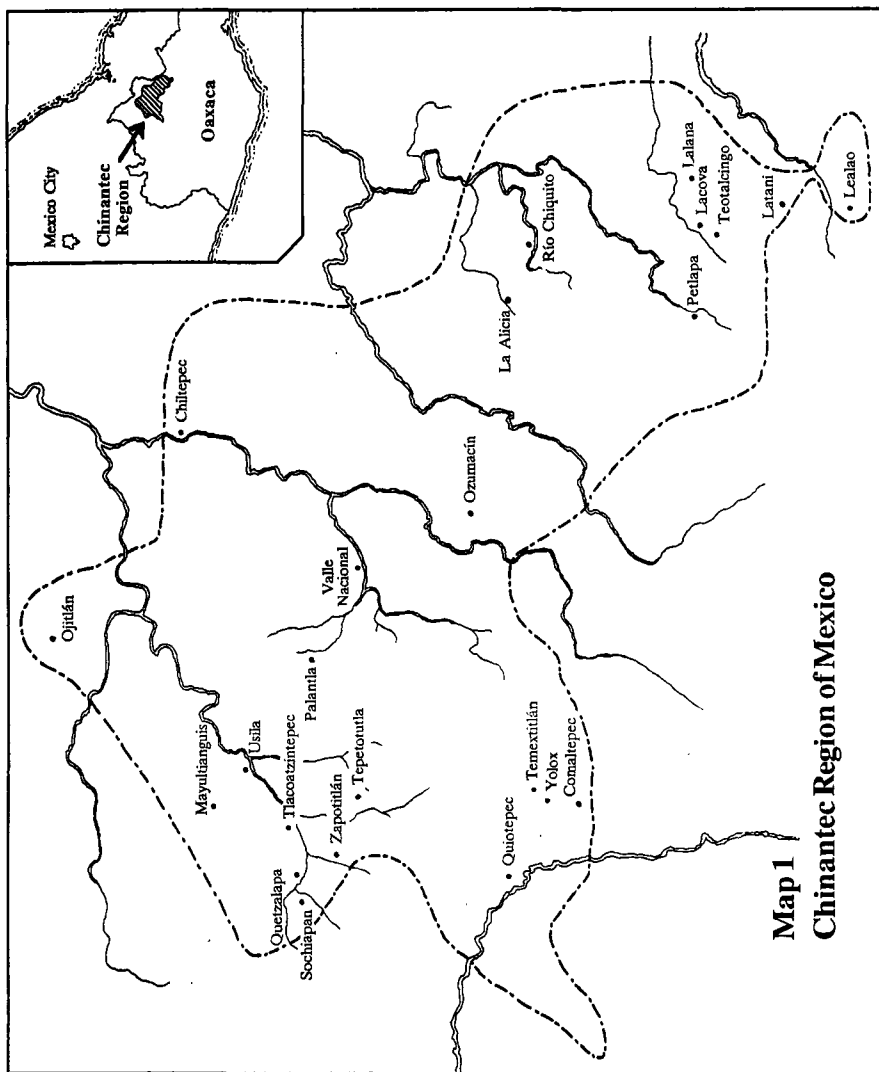 Mexico City
Chinantec
Region
Oaxaca
Ojitlán
Chiltepec
Mayultianguis
Usila
Tlacoatzintepec
Quetzalapa
Sochiapan
Zapotitlán
Tepetotutla
Palantla
Valle
Nacional
Ozumacín
La Alicia
Río Chiquito
Quiotepec
Temextitlán
Yolox
Comaltepec
Petlapa
Lacova
Lalana
Teotalcingo
Latani
Lealao
Map 1
Chinantec Region of Mexico